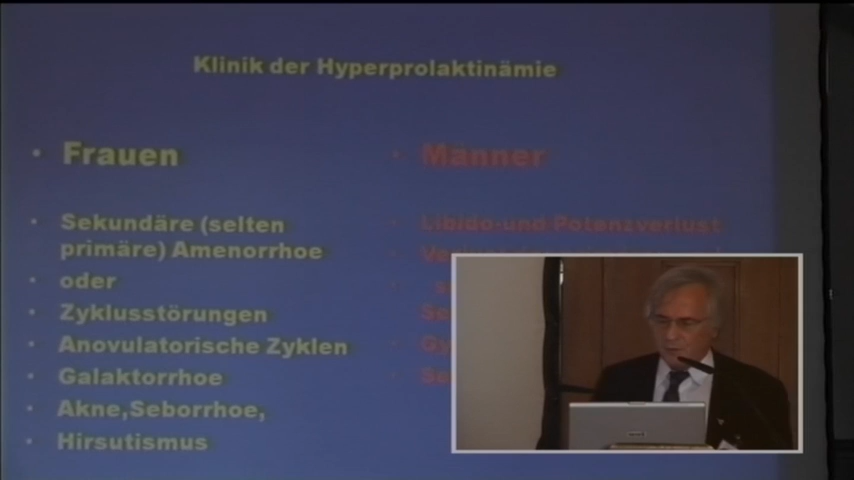 Klinik der Hyperprolaktinämie
• Frauen
• Sekundäre (selten
primäre) Amenorrhoe
• oder
• Zyklusstörungen
• Anovulatorische Zyklen
• Galaktorrhoe
• Akne,Seborrhoe,
• Hirsutismus
• Männer
• Libido-und Potenzverlust